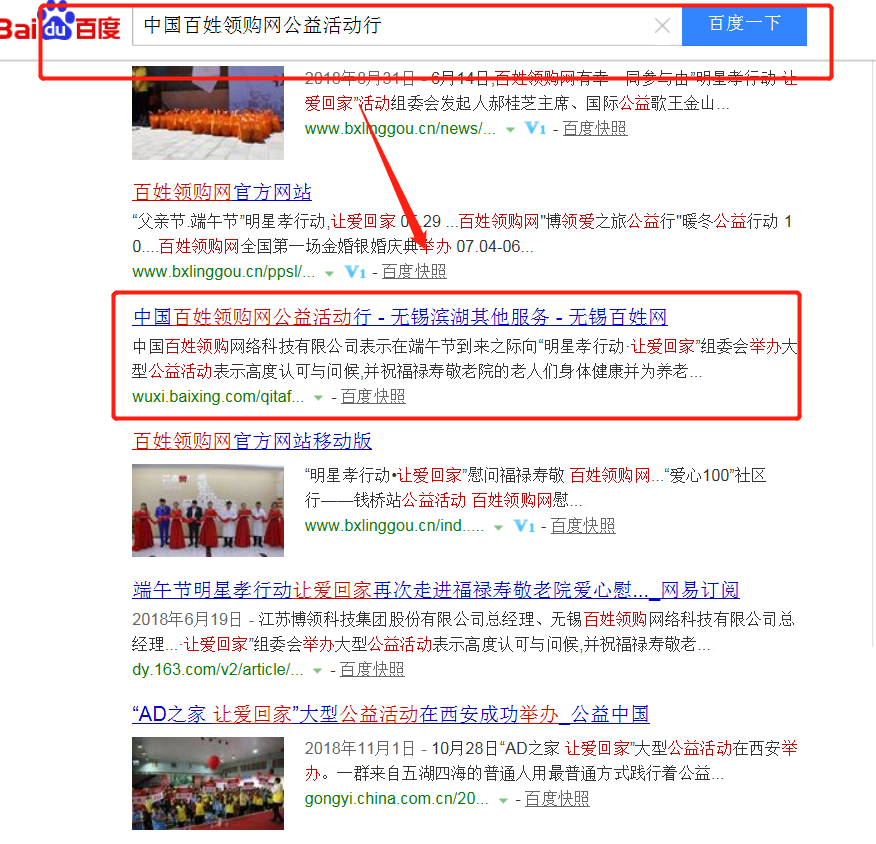 Bai du 百度
中国百姓领购网公益活动行
百度一下
2018年8月31日 - 6月14日,百姓领购网有幸一同参与由"明星孝行动·让
爱回家"活动组委会发起人郝桂芝主席、国际公益歌王金山...
www.bxlinggou.cn/news/... V1 - 百度快照
百姓领购网官方网站
“父亲节.端午节”明星孝行动,让爱回家 05.29 ...百姓领购网"博领爱之旅公益行"暖冬公益行动 1
0....百姓领购网全国第一场金婚银婚庆典举办 07.04-06...
www.bxlinggou.cn/ppsl/... V1 - 百度快照
中国百姓领购网公益活动行 - 无锡滨湖其他服务 - 无锡百姓网
中国百姓领购网络科技有限公司表示在端午节到来之际向“明星孝行动·让爱回家”组委会举办大
型公益活动表示高度认可与问候,并祝福禄寿敬老院的老人们身体健康并为养老...
wuxi.baixing.com/qitaf... - 百度快照
百姓领购网官方网站移动版
“明星孝行动•让爱回家”慰问福禄寿敬 百姓领购网...“爱心100”社区
行——钱桥站公益活动 百姓领购网慰...
www.bxlinggou.cn/ind..... V1 - 百度快照
端午节明星孝行动让爱回家再次走进福禄寿敬老院爱心慰..._网易订阅
2018年6月19日 - 江苏博领科技集团股份有限公司总经理、无锡百姓领购网络科技有限公司总
经理...·让爱回家”组委会举办大型公益活动表示高度认可与问候,并祝福禄寿敬老...
dy.163.com/v2/article/... - 百度快照
“AD之家 让爱回家”大型公益活动在西安成功举办_公益中国
2018年11月1日 - 10月28日“AD之家 让爱回家”大型公益活动在西安举
办。一群来自五湖四海的普通人用最普通方式践行着公益...
gongyi.china.com.cn/20... - 百度快照